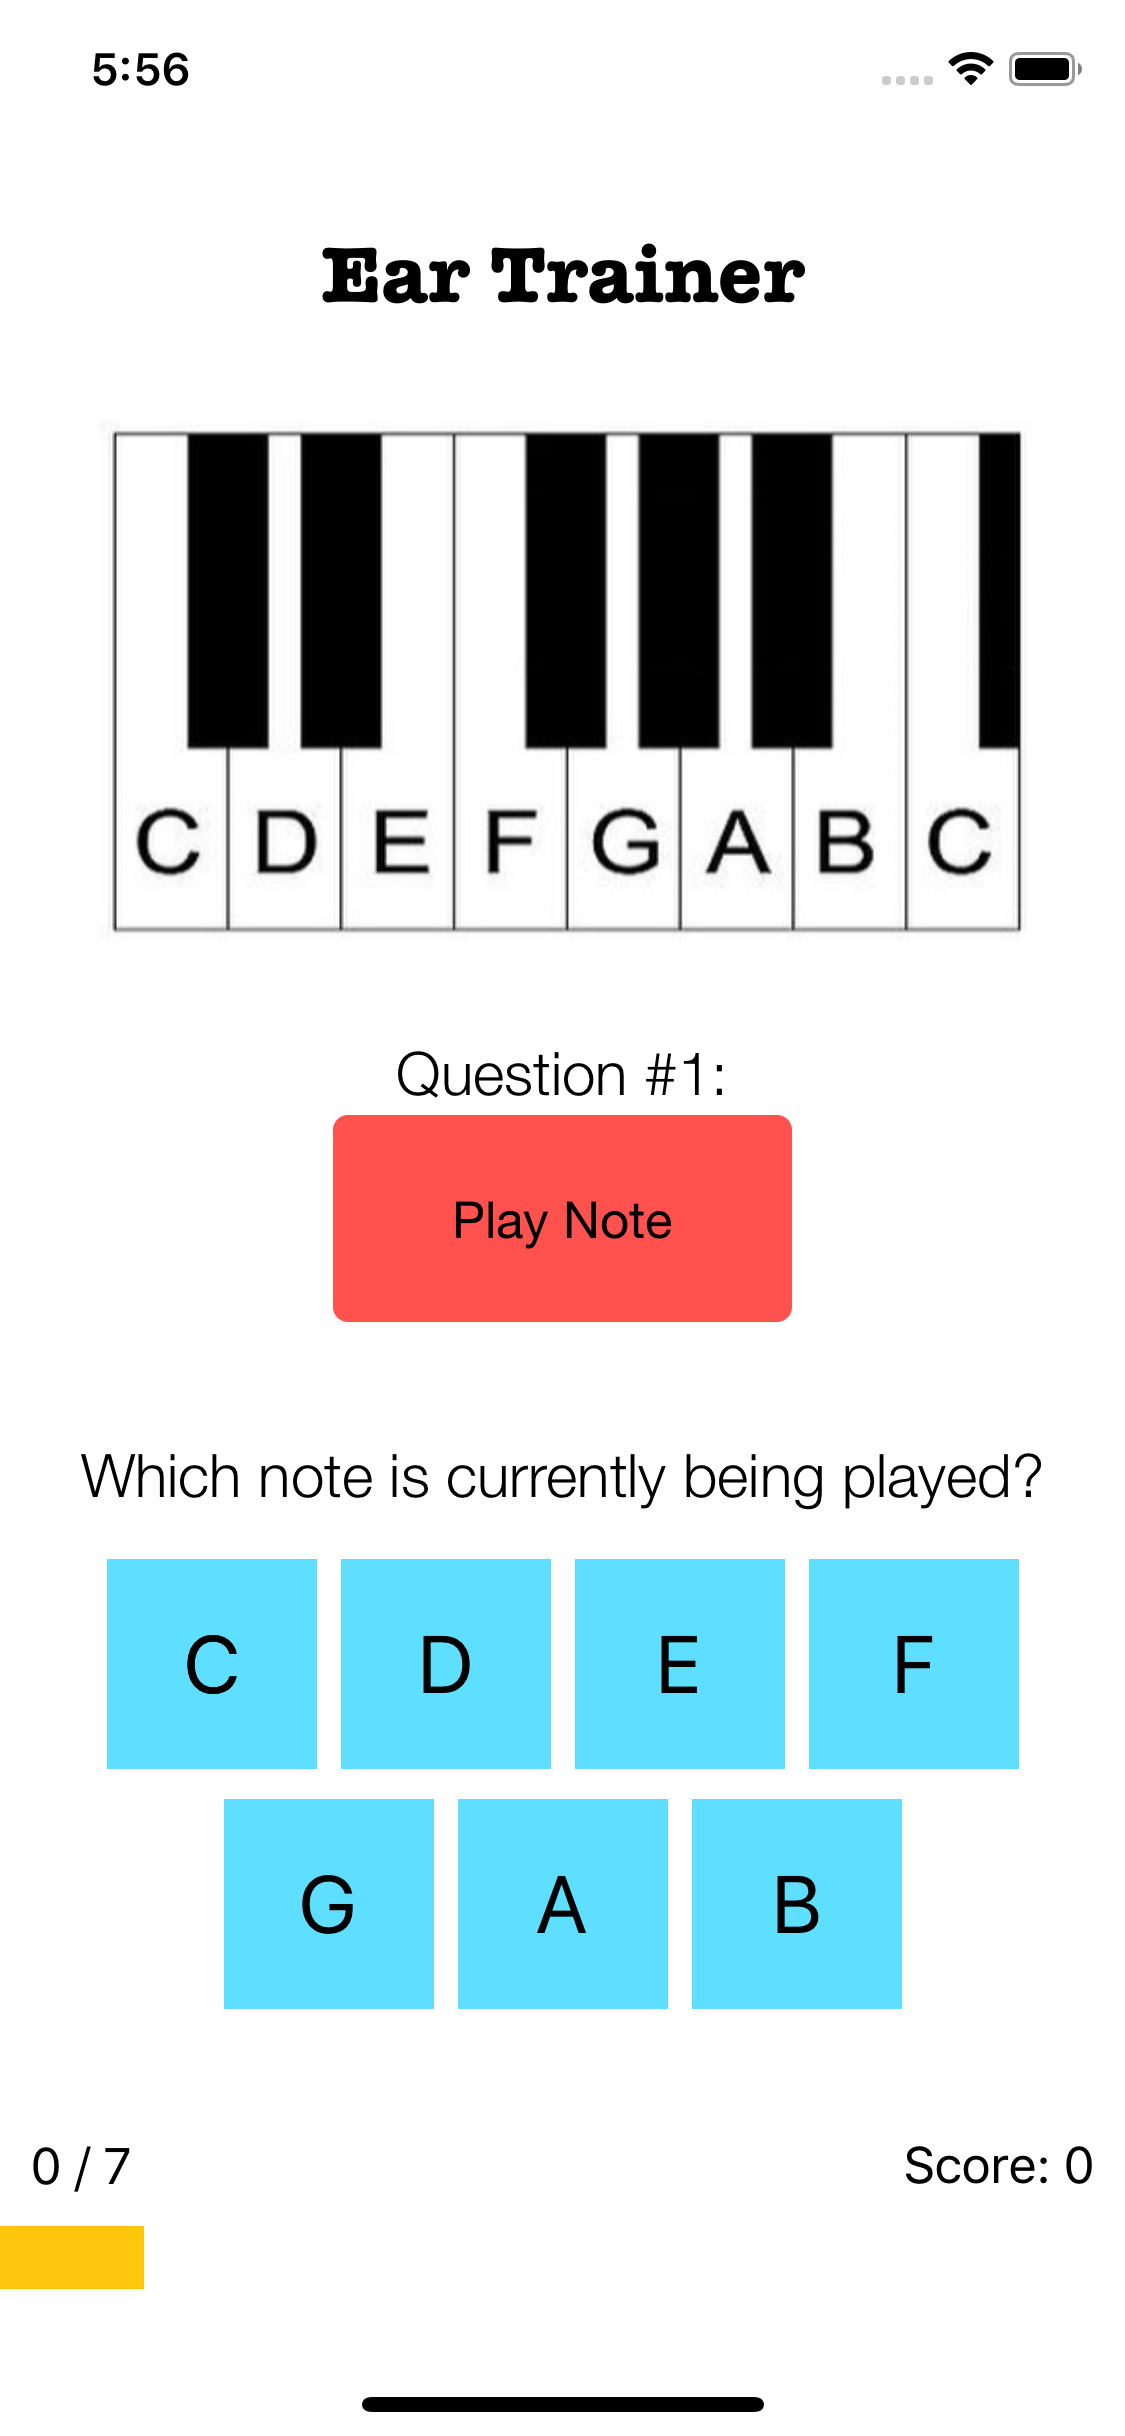 5:56
Ear Trainer
C D E F G A B C
Question #1:
Play Note
Which note is currently being played?
C D E F
G A B
0 / 7 Score: 0